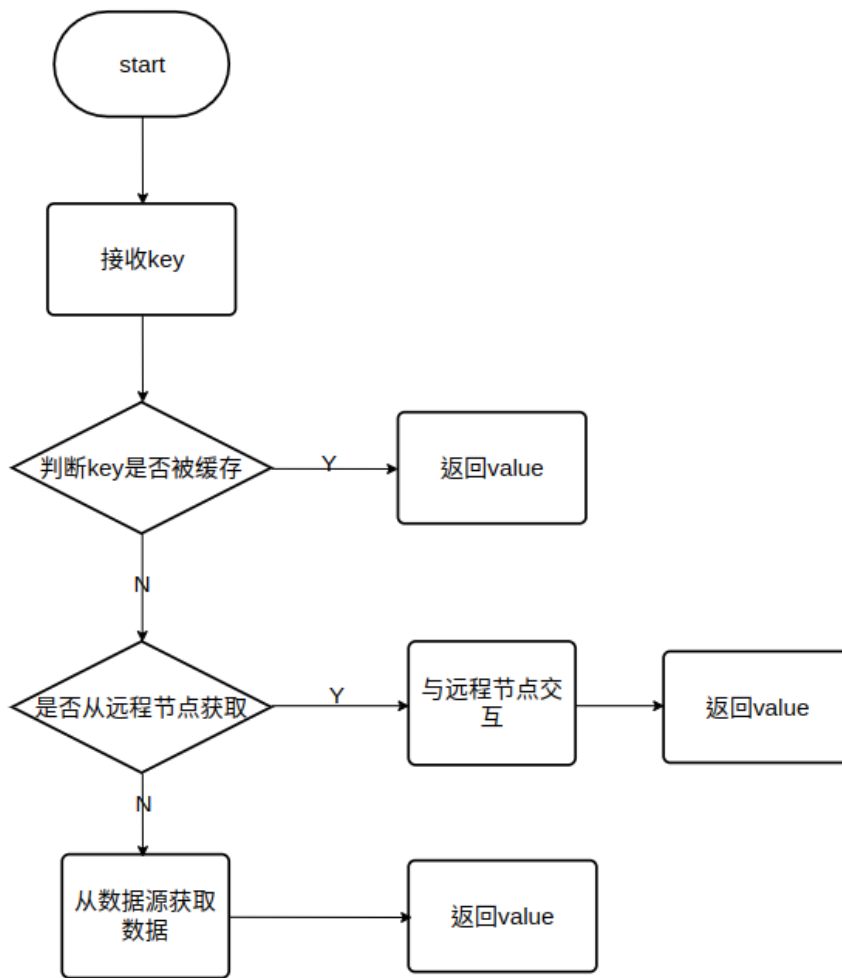 start
接收key
判断key是否被缓存
Y
返回value
N
是否从远程节点获取
Y
与远程节点交
互
返回value
N
从数据源获取
数据
返回value